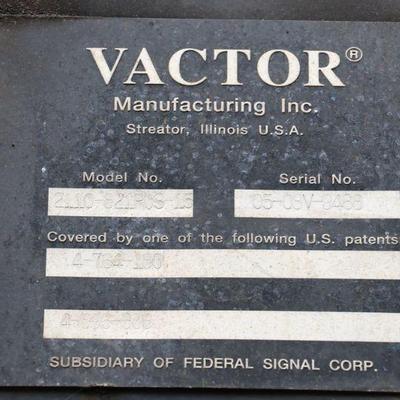 VACTOR®
Manufacturing Inc.
Streator, Illinois U.S.A.
Model No. Serial No.
Covered by one of the following U.S. patents
SUBSIDIARY OF FEDERAL SIGNAL CORP.